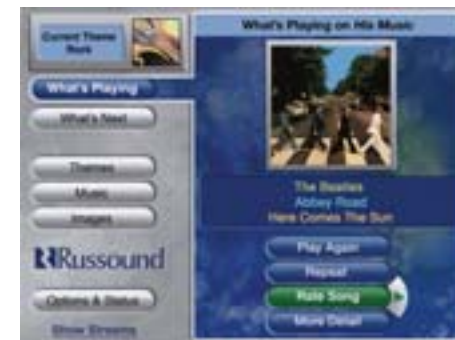 Current Theme
Rock
What's Playing
What's Next
Themes
Music
Images
Russound
Options & Status
Show Streams
What's Playing on His Music
The Beatles
Abbey Road
Here Comes The Sun
Play Again
Repeat
Rate Song
More Detail